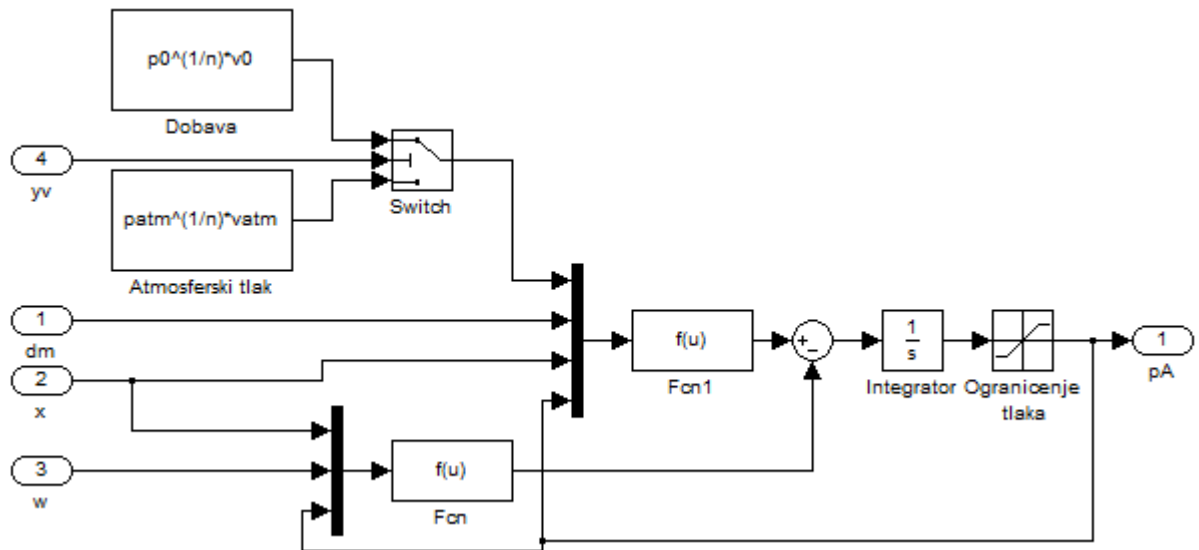 p0^(1/n)*v0
Dobava
4
yv
Switch
patm^(1/n)*vatm
Atmosferski tlak
1
dm
2
x
3
w
f(u)
Fcn
f(u)
Fcn1
+
−
1
s
Integrator
Ogranicenje
tlaka
1
pA